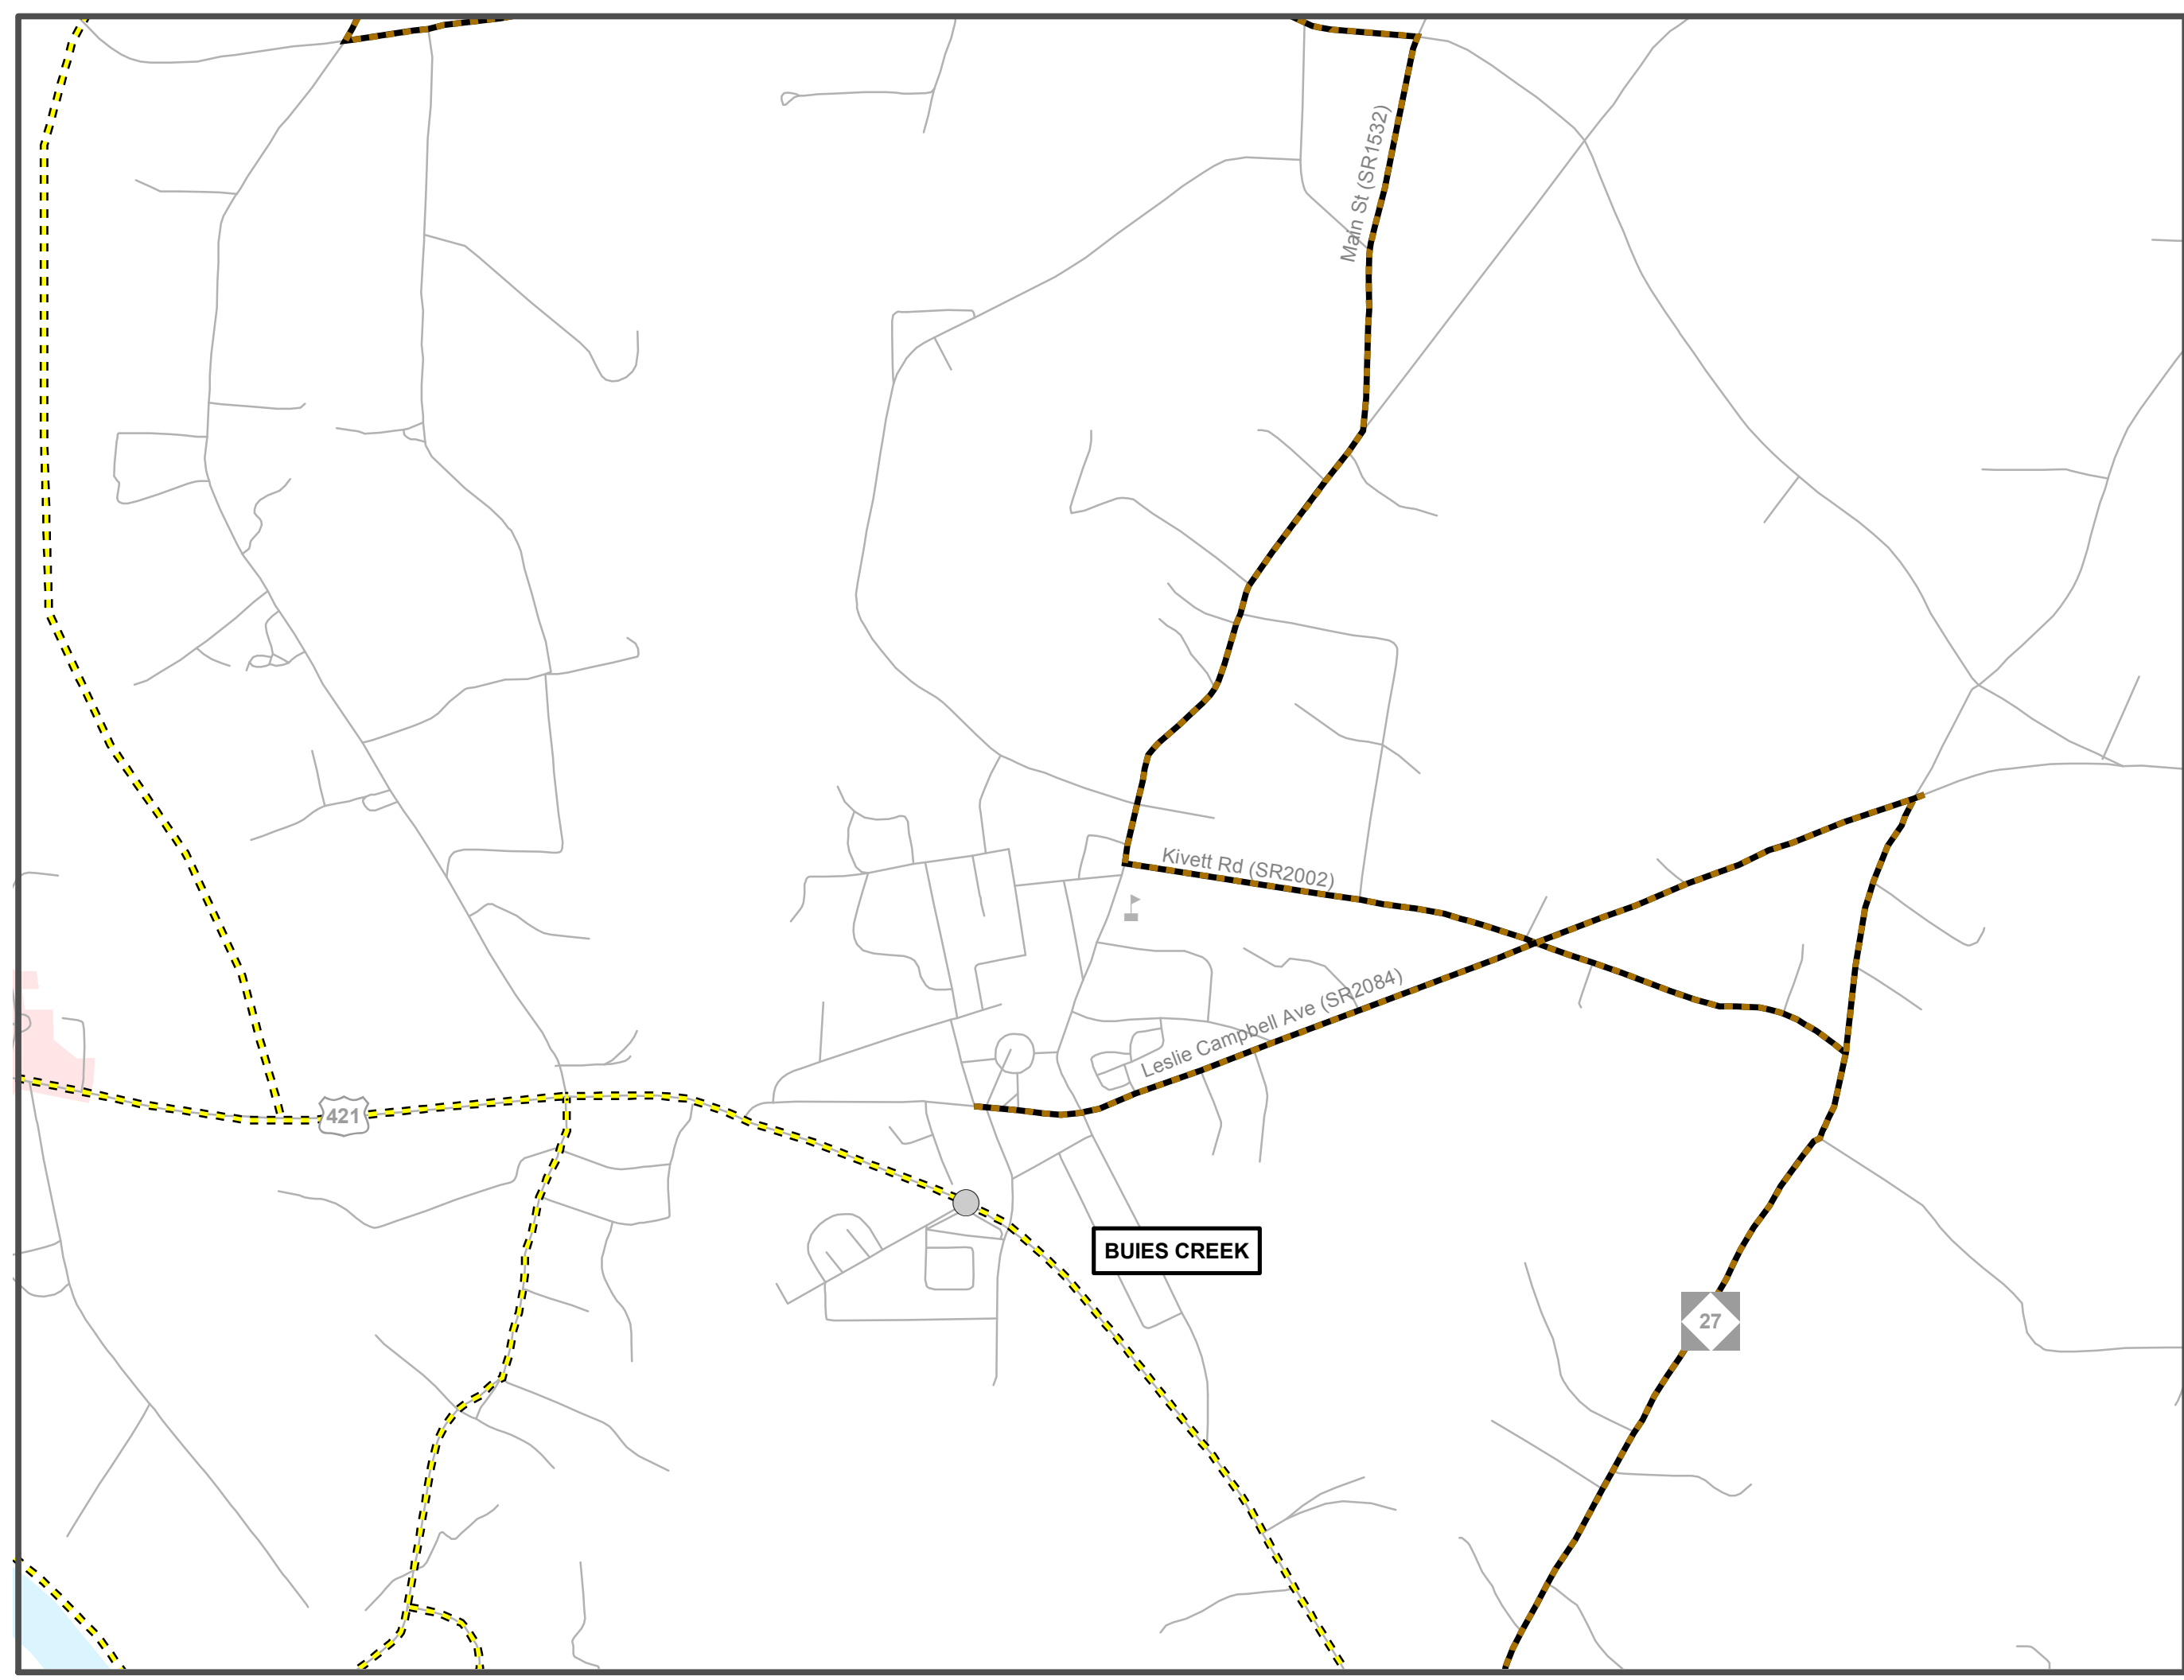 Main St (SR1532)
Kivett Rd (SR2002)
Leslie Campbell Ave (SR2084)
421
BUIES CREEK
27